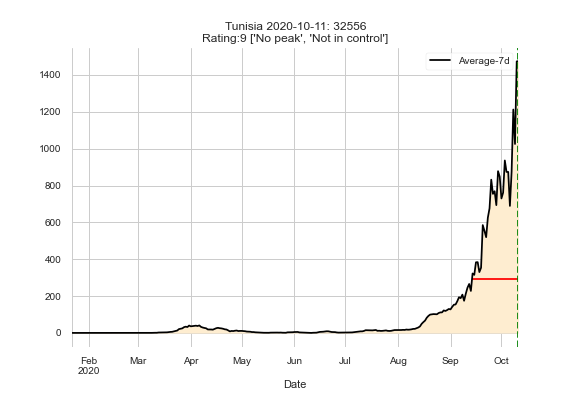 Tunisia 2020-10-11: 32556
Rating:9 ['No peak', 'Not in control']
Average-7d
1400
1200
1000
800
600
400
200
0
Feb Mar Apr May Jun Jul Aug Sep Oct
2020
Date